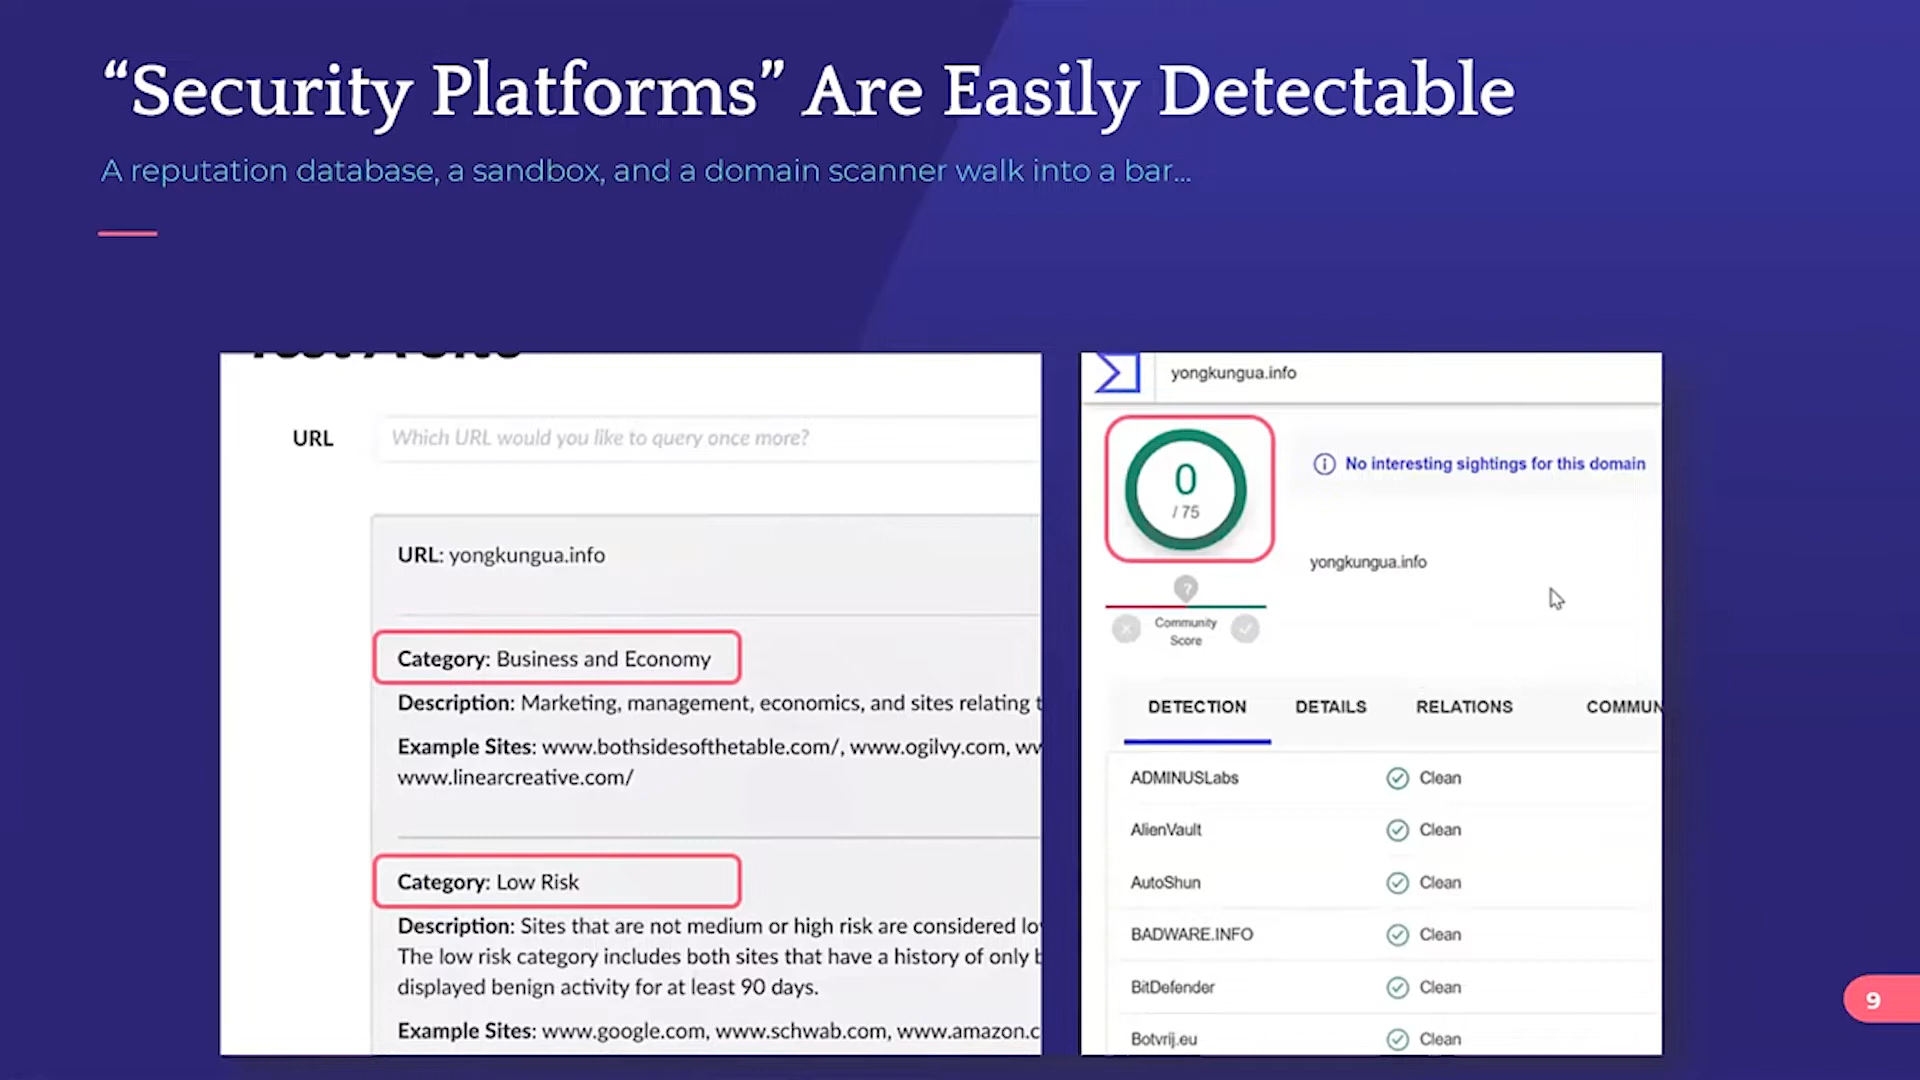 “Security Platforms” Are Easily Detectable
A reputation database, a sandbox, and a domain scanner walk into a bar...
URL
Which URL would you like to query once more?
URL: yongkungua.info
Category: Business and Economy
Description: Marketing, management, economics, and sites relating t
Example Sites: www.bothsidesofthetable.com/, www.ogilvy.com, ww
www.linearcreative.com/
Category: Low Risk
Description: Sites that are not medium or high risk are considered lo
The low risk category includes both sites that have a history of only b
displayed benign activity for at least 90 days.
Example Sites: www.google.com, www.schwab.com, www.amazon.c
yongkungua.info
0
/ 75
No interesting sightings for this domain
yongkungua.info
?
Community
Score
DETECTION DETAILS RELATIONS COMMUN
ADMINUSLabs Clean
AlienVault Clean
AutoShun Clean
BADWARE.INFO Clean
BitDefender Clean
Botvrij.eu Clean
9